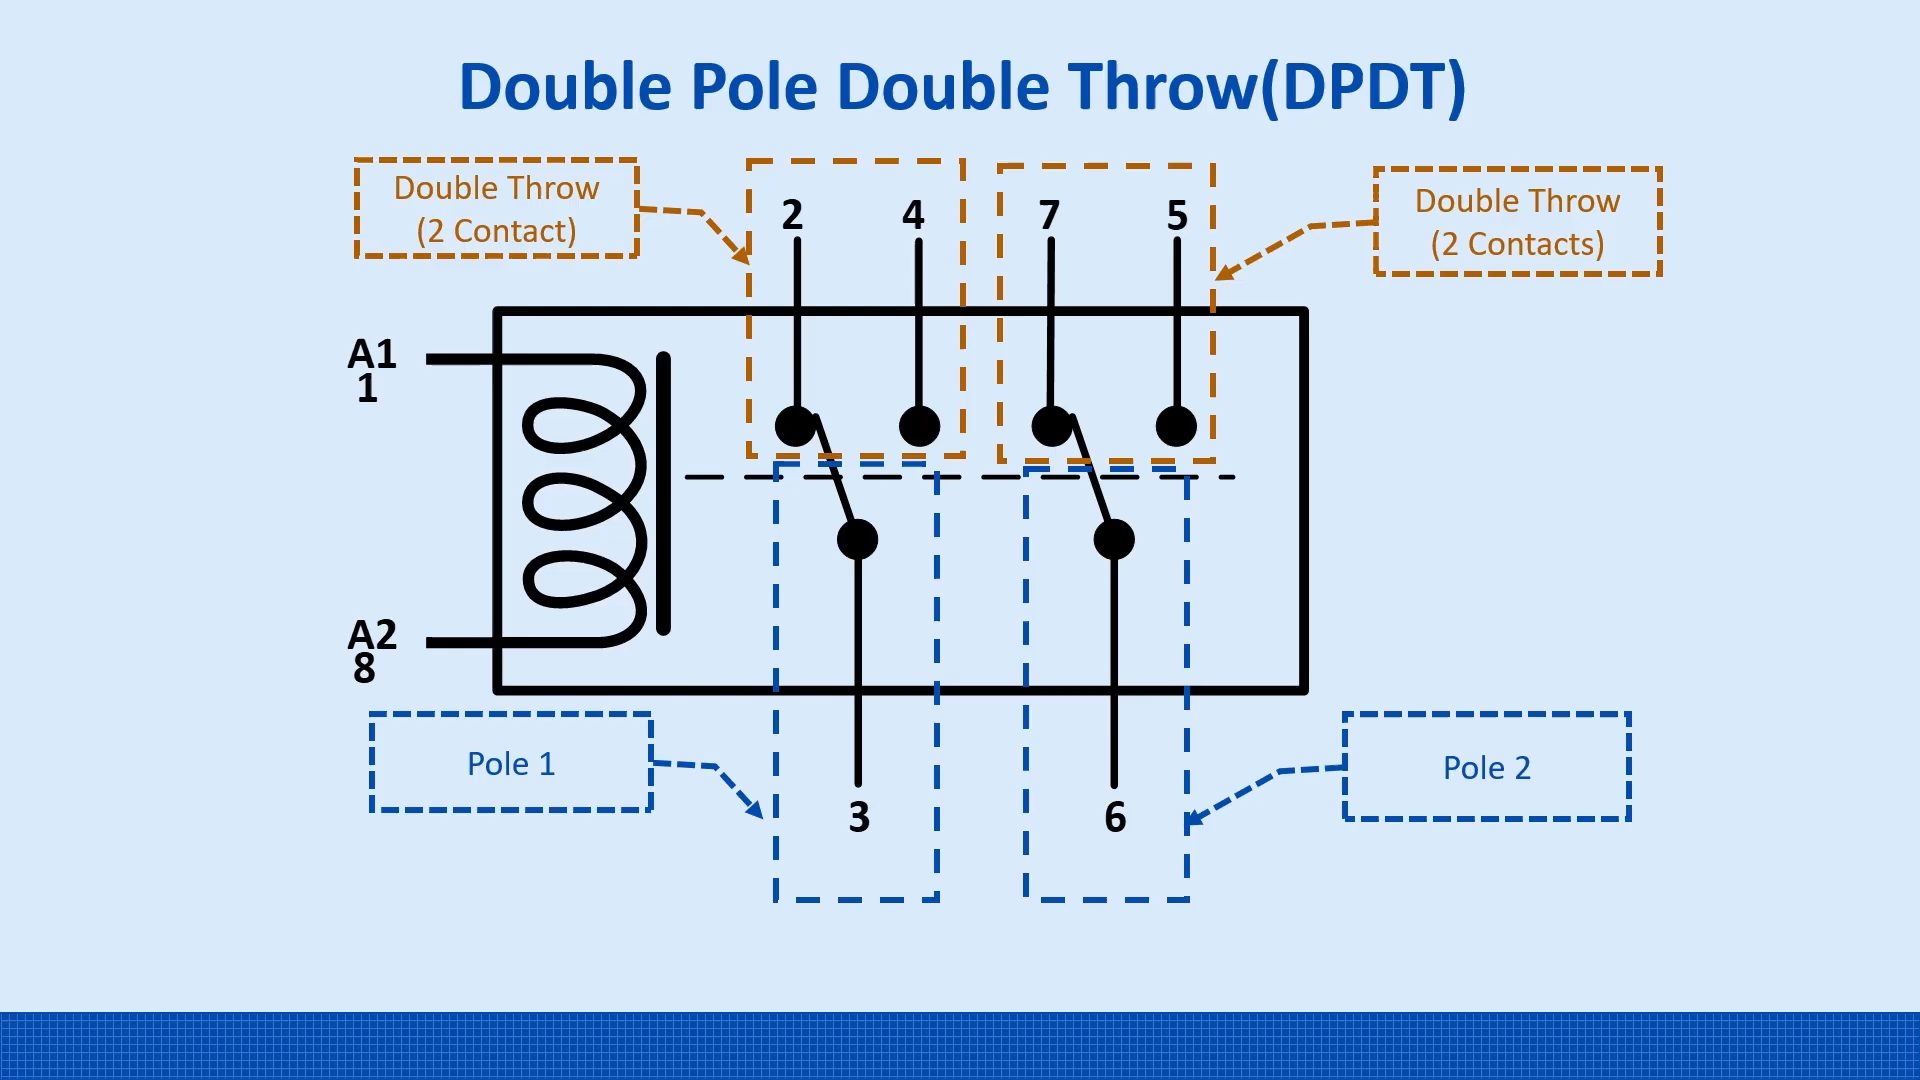 Double Pole Double Throw(DPDT)
Double Throw
(2 Contact)
2
4
7
5
Double Throw
(2 Contacts)
A1
1
A2
8
Pole 1
3
6
Pole 2